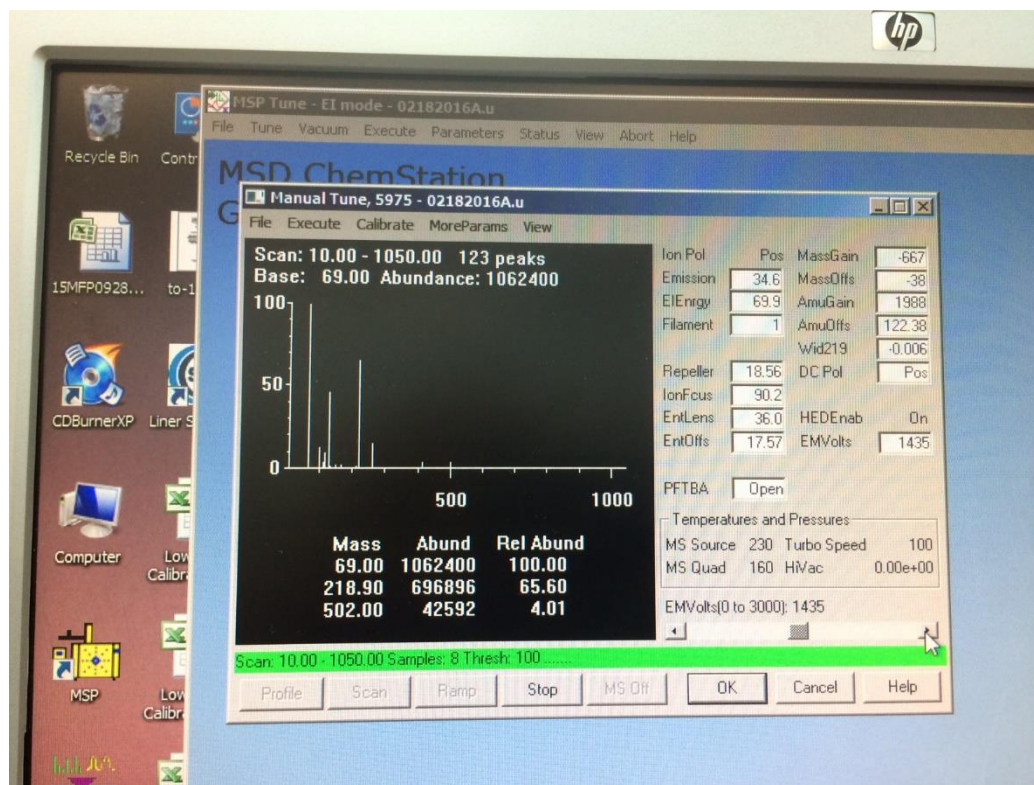 hp
MSP Tune - EI mode - 02182016A.u
File Tune Vacuum Execute Parameters Status View Abort Help
MSD ChemStation
G
Recycle Bin
Contr
15MFP0928...
to-1
CDBurnerXP
Liner S
Computer
Low
Calibr
MSP
Low
Calibr
Manual Tune, 5975 - 02182016A.u
File Execute Calibrate MoreParams View
Scan: 10.00 - 1050.00 123 peaks
Base: 69.00 Abundance: 1062400
100
50
0
500 1000
Mass Abund Rel Abund
69.00 1062400 100.00
218.90 696896 65.60
502.00 42592 4.01
Ion Pol Pos MassGain -667
Emission 34.6 MassOffs -38
ElEnrgy 69.9 AmuGain 1988
Filament 1 AmuOffs 122.38
Wid219 -0.006
Repeller 18.56 DC Pol Pos
IonFcus 90.2
EntLens 36.0 HEDEnab On
EntOffs 17.57 EMVolts 1435
PFTBA Open
Temperatures and Pressures
MS Source 230 Turbo Speed 100
MS Quad 160 HiVac 0.00e+00
EMVolts(0 to 3000): 1435
Scan: 10.00 - 1050.00 Samples: 8 Thresh: 100 .......
Profile Scan Ramp Stop MS Off OK Cancel Help